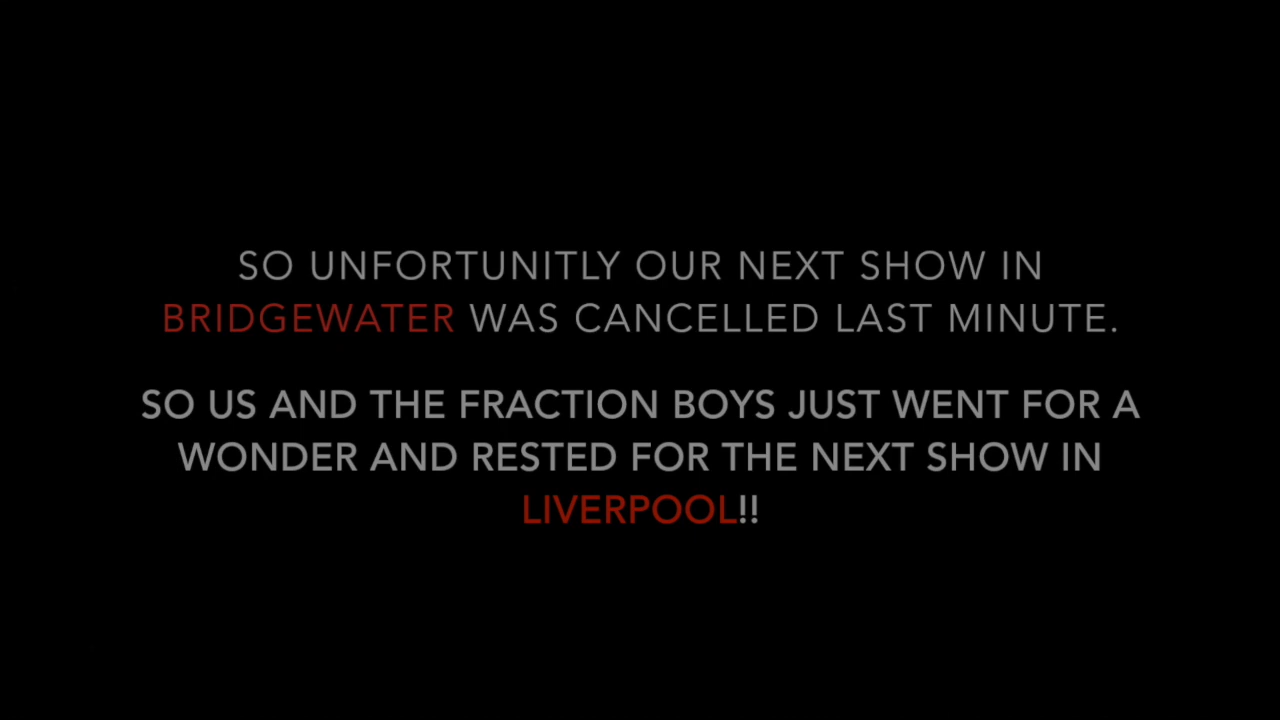 SO UNFORTUNITLY OUR NEXT SHOW IN
BRIDGEWATER WAS CANCELLED LAST MINUTE.
SO US AND THE FRACTION BOYS JUST WENT FOR A
WONDER AND RESTED FOR THE NEXT SHOW IN
LIVERPOOL!!